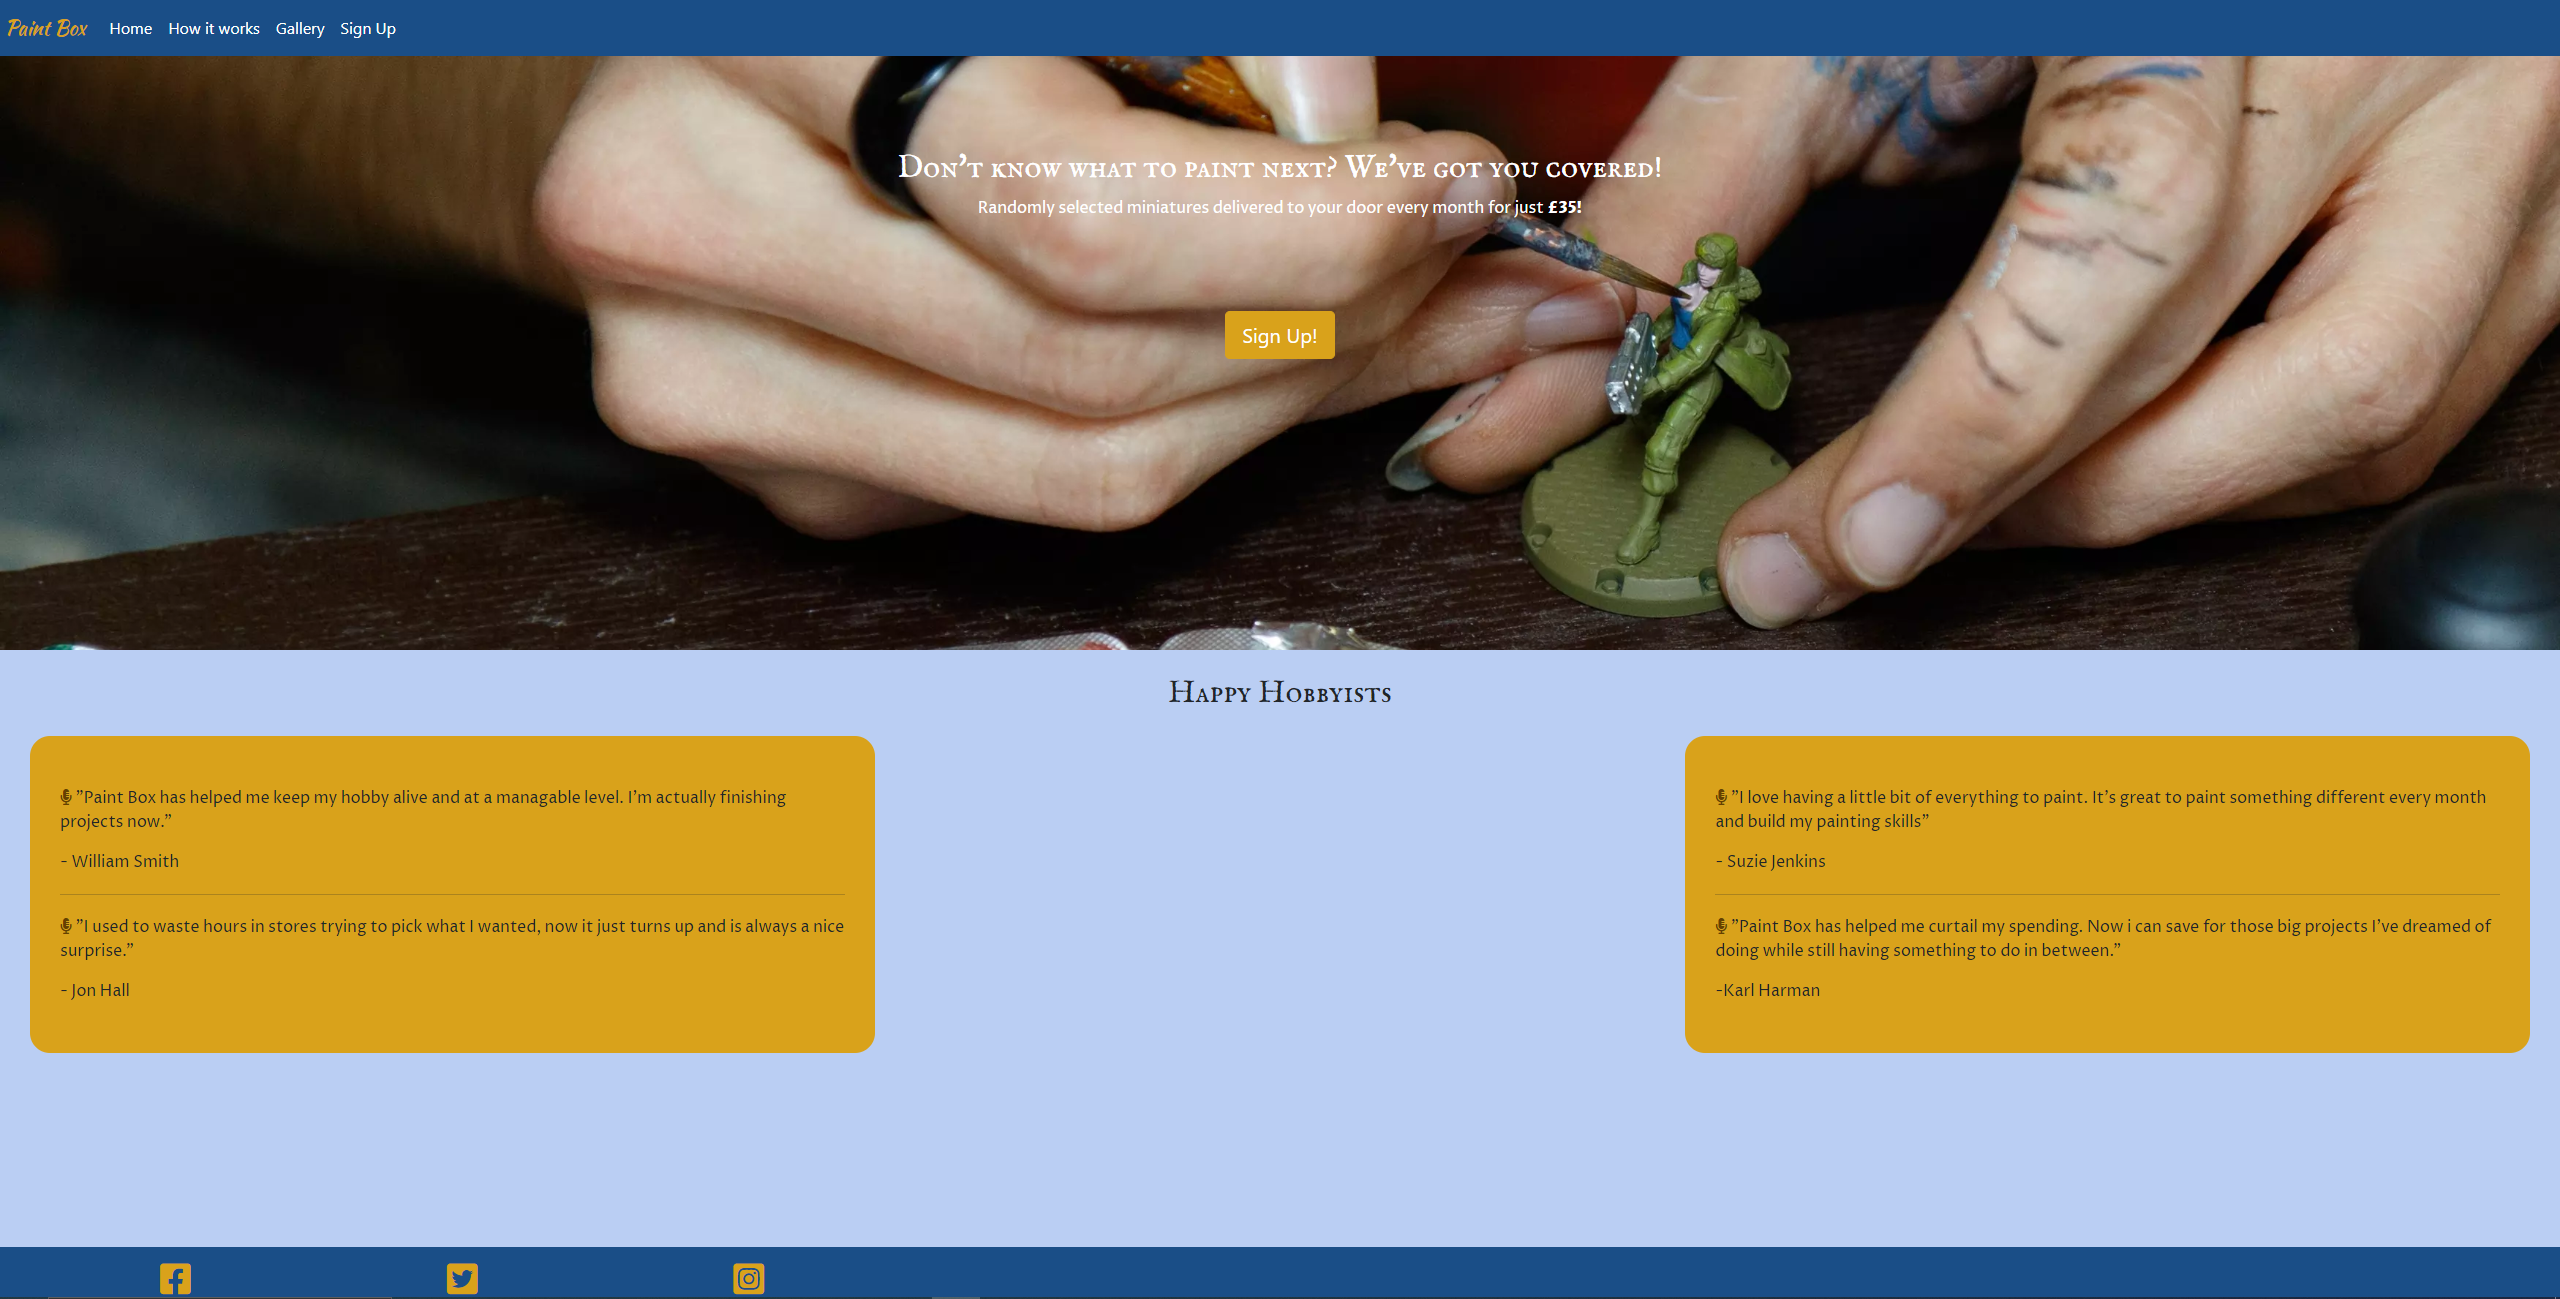 Paint Box Home How it works Gallery Sign Up
Don’t know what to paint next? We’ve got you covered!
Randomly selected miniatures delivered to your door every month for just £35!
Sign Up!
Happy Hobbyists
”Paint Box has helped me keep my hobby alive and at a managable level. I’m actually finishing
projects now.”
- William Smith
”I used to waste hours in stores trying to pick what I wanted, now it just turns up and is always a nice
surprise.”
- Jon Hall
”I love having a little bit of everything to paint. It’s great to paint something different every month
and build my painting skills”
- Suzie Jenkins
”Paint Box has helped me curtail my spending. Now i can save for those big projects I’ve dreamed of
doing while still having something to do in between.”
-Karl Harman